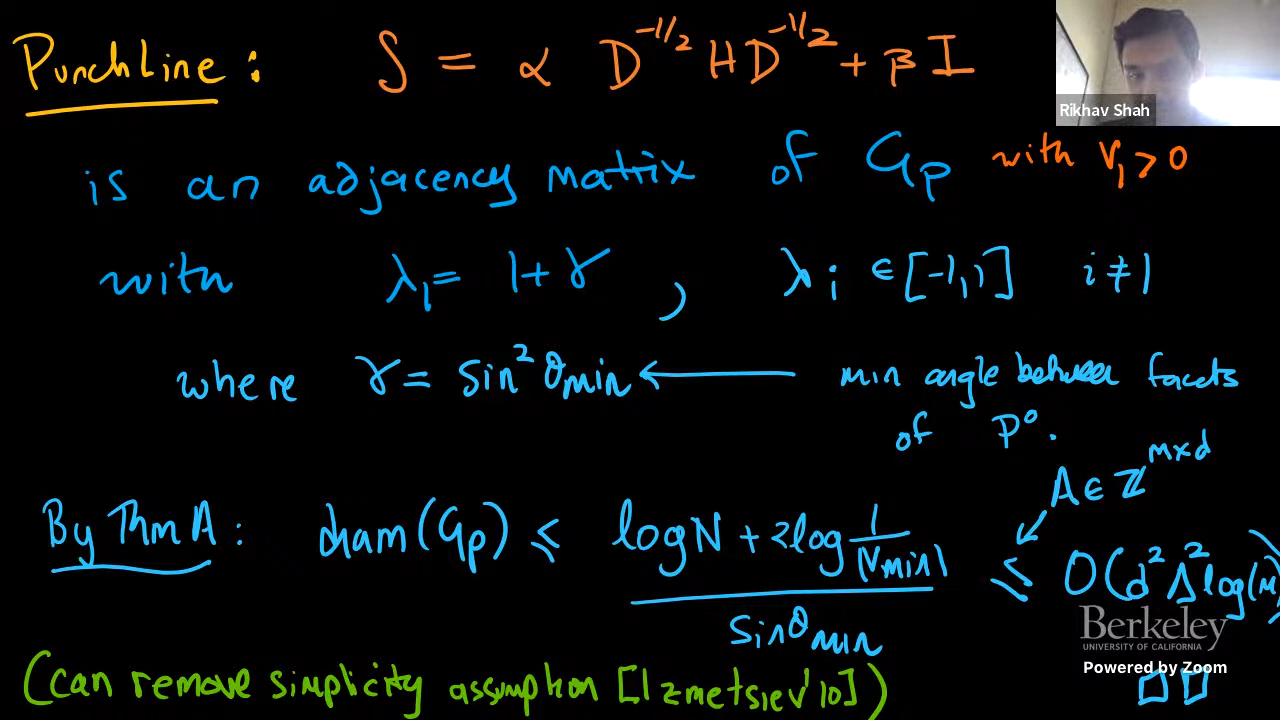 PunchLine: S = α D^{-1/2} H D^{-1/2} + β I
Rikhav Shah
is an adjacency matrix of G_P with V_1 > 0
with λ_1 = 1+γ , λ_i ∈ [-1,1] i ≠ 1
where γ = sin^2 θ_min ← min angle between facets
of P^o.
A ∈ ℤ^{m×d}
By Thm A: diam(G_P) ≤ (log N + 2 log 1/|V_min|) / sin θ_min ≤ O(d^2 Δ^2 log(m))
Berkeley
UNIVERSITY OF CALIFORNIA
Powered by Zoom
(can remove simplicity assumption [Izmetsiev'10])